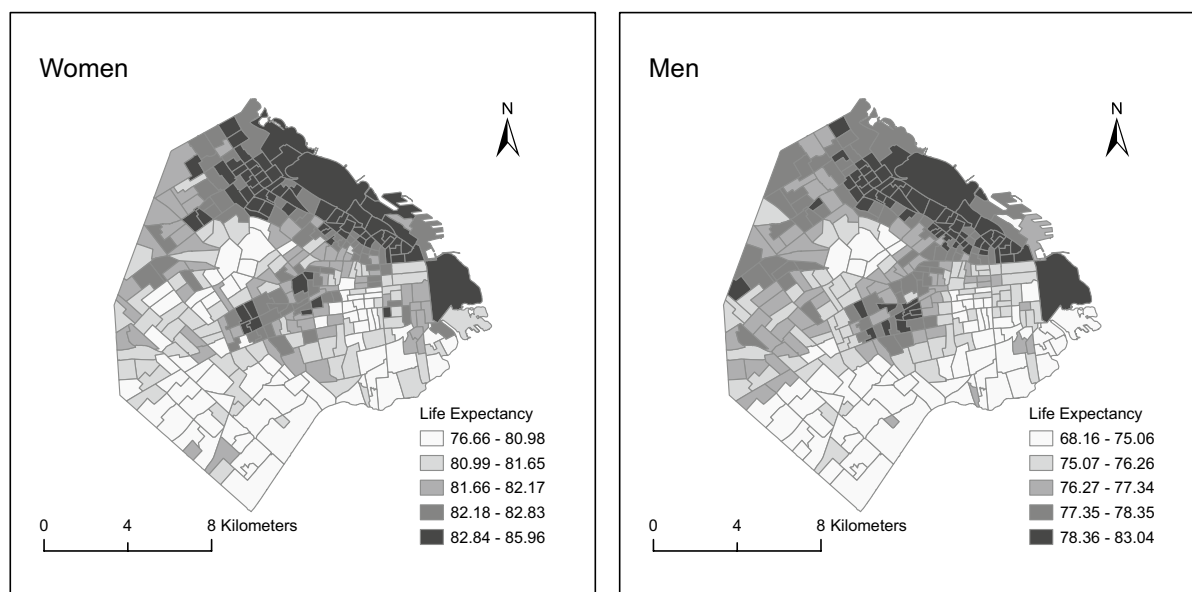 Women
N
Life Expectancy
76.66 - 80.98
80.99 - 81.65
81.66 - 82.17
82.18 - 82.83
82.84 - 85.96
0 4 8 Kilometers
Men
N
Life Expectancy
68.16 - 75.06
75.07 - 76.26
76.27 - 77.34
77.35 - 78.35
78.36 - 83.04
0 4 8 Kilometers